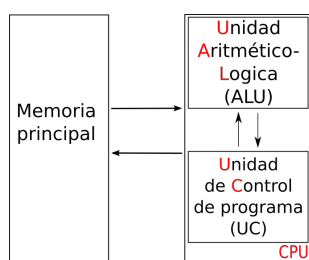 Memoria
principal
Unidad
Aritmético-
Logica
(ALU)
Unidad
de Control
de programa
(UC)
CPU